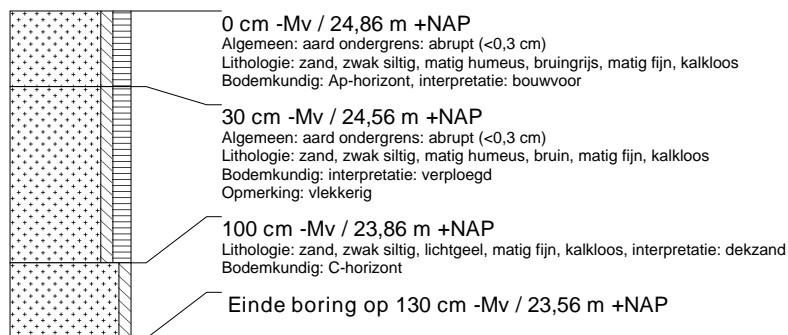 0 cm -Mv / 24,86 m +NAP
Algemeen: aard ondergrens: abrupt (<0,3 cm)
Lithologie: zand, zwak siltig, matig humeus, bruingrijs, matig fijn, kalkloos
Bodemkundig: Ap-horizont, interpretatie: bouwvoor
30 cm -Mv / 24,56 m +NAP
Algemeen: aard ondergrens: abrupt (<0,3 cm)
Lithologie: zand, zwak siltig, matig humeus, bruin, matig fijn, kalkloos
Bodemkundig: interpretatie: verploegd
Opmerking: vlekkerig
100 cm -Mv / 23,86 m +NAP
Lithologie: zand, zwak siltig, lichtgeel, matig fijn, kalkloos, interpretatie: dekzand
Bodemkundig: C-horizont
Einde boring op 130 cm -Mv / 23,56 m +NAP